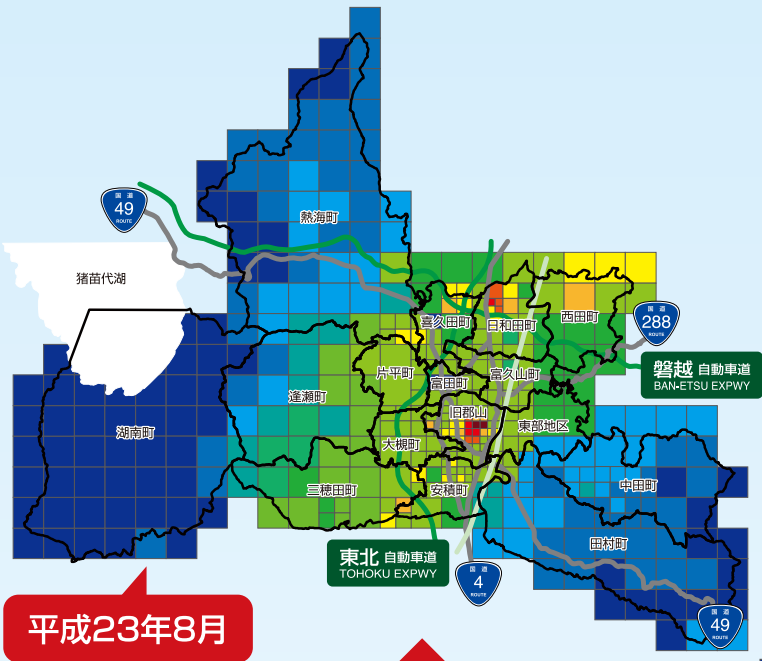 国道
49
ROUTE
熱海町
猪苗代湖
喜久田町
日和田町
西田町
国道
288
ROUTE
磐越 自動車道
BAN-ETSU EXPWY
片平町
富田町
富久山町
逢瀬町
旧郡山
東部地区
湖南町
大槻町
三穂田町
安積町
中田町
田村町
東北 自動車道
TOHOKU EXPWY
国道
4
ROUTE
国道
49
ROUTE
平成23年8月